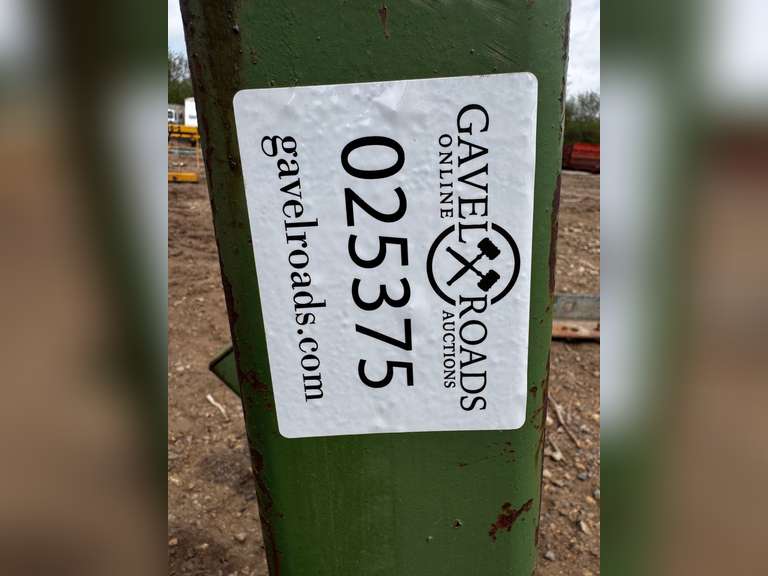 GAVEL ROADS
ONLINE AUCTIONS
025375
gavelroads.com